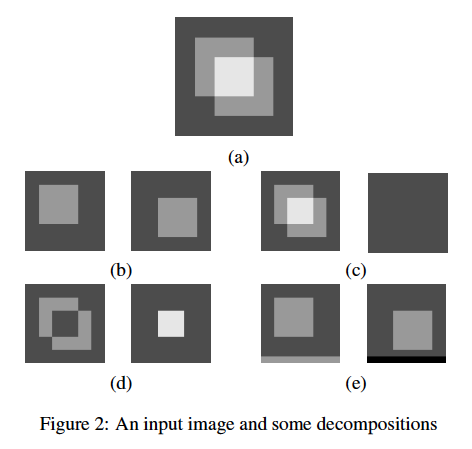 (a)
(b)
(c)
(d)
(e)
Figure 2: An input image and some decompositions